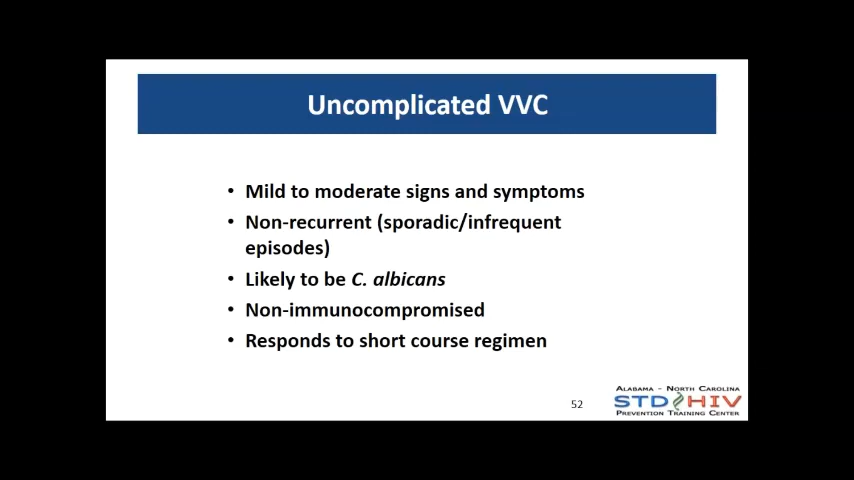 Uncomplicated VVC
• Mild to moderate signs and symptoms
• Non-recurrent (sporadic/infrequent
episodes)
• Likely to be C. albicans
• Non-immunocompromised
• Responds to short course regimen
52
Alabama - North Carolina
STD HIV
Prevention Training Center